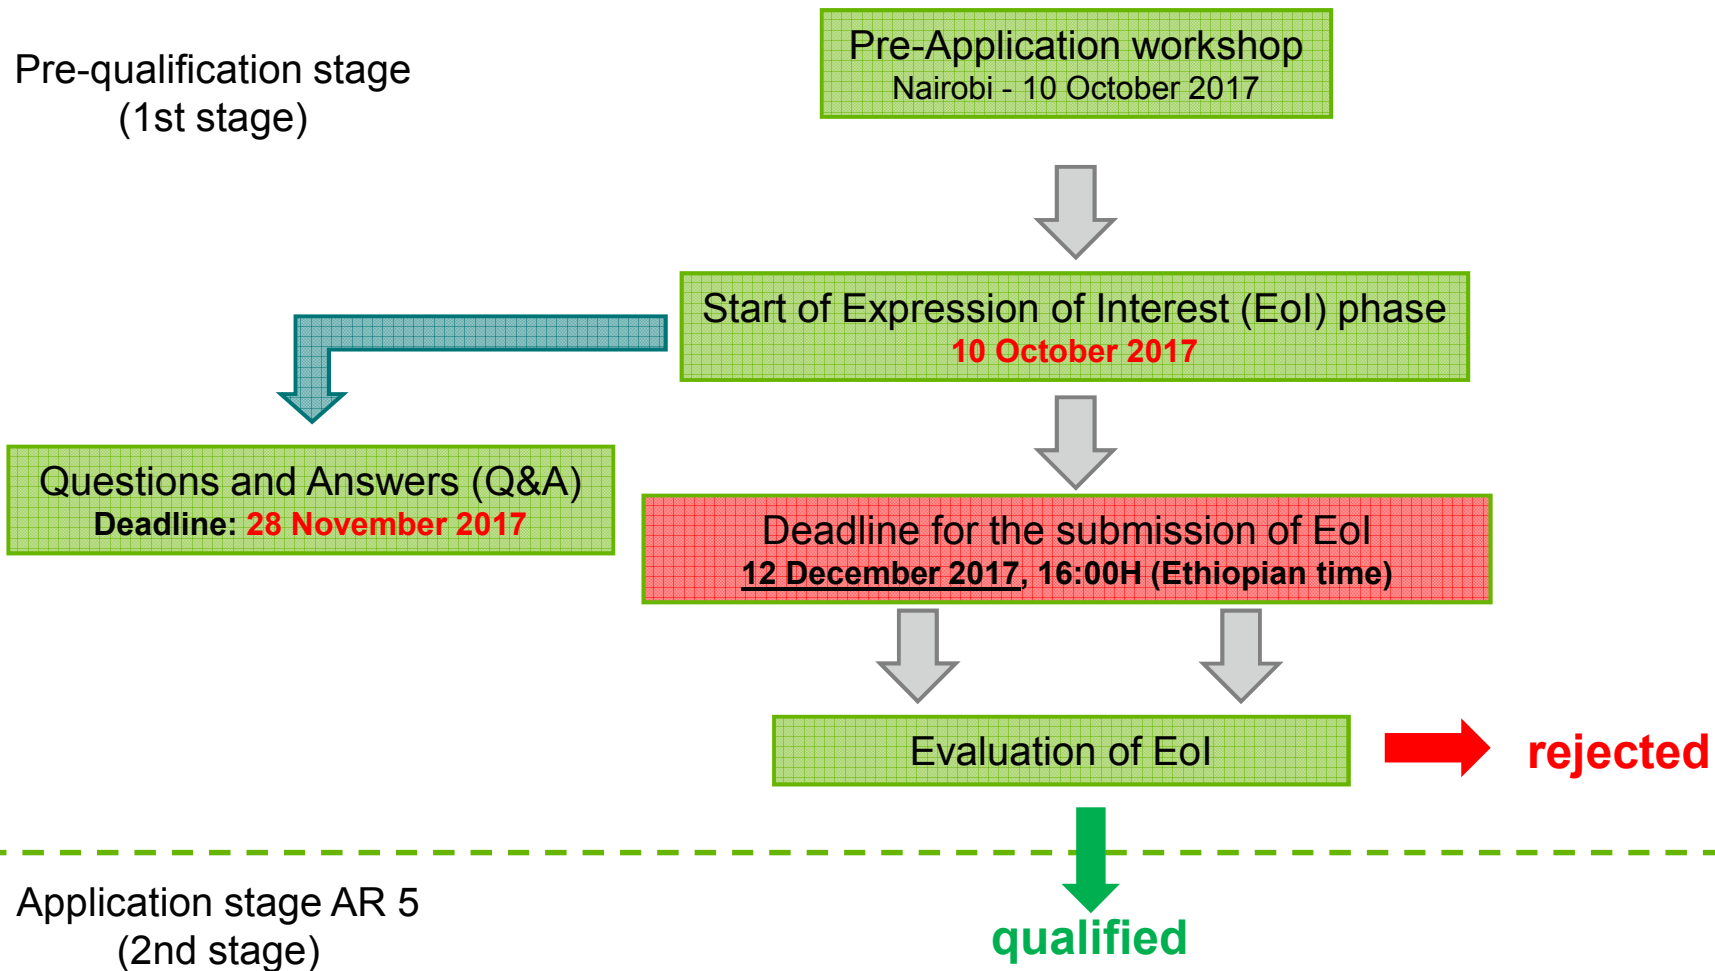 Pre-qualification stage
(1st stage)
Pre-Application workshop
Nairobi - 10 October 2017
Start of Expression of Interest (EoI) phase
10 October 2017
Questions and Answers (Q&A)
Deadline: 28 November 2017
Deadline for the submission of EoI
12 December 2017, 16:00H (Ethiopian time)
Evaluation of EoI
rejected
Application stage AR 5
(2nd stage)
qualified